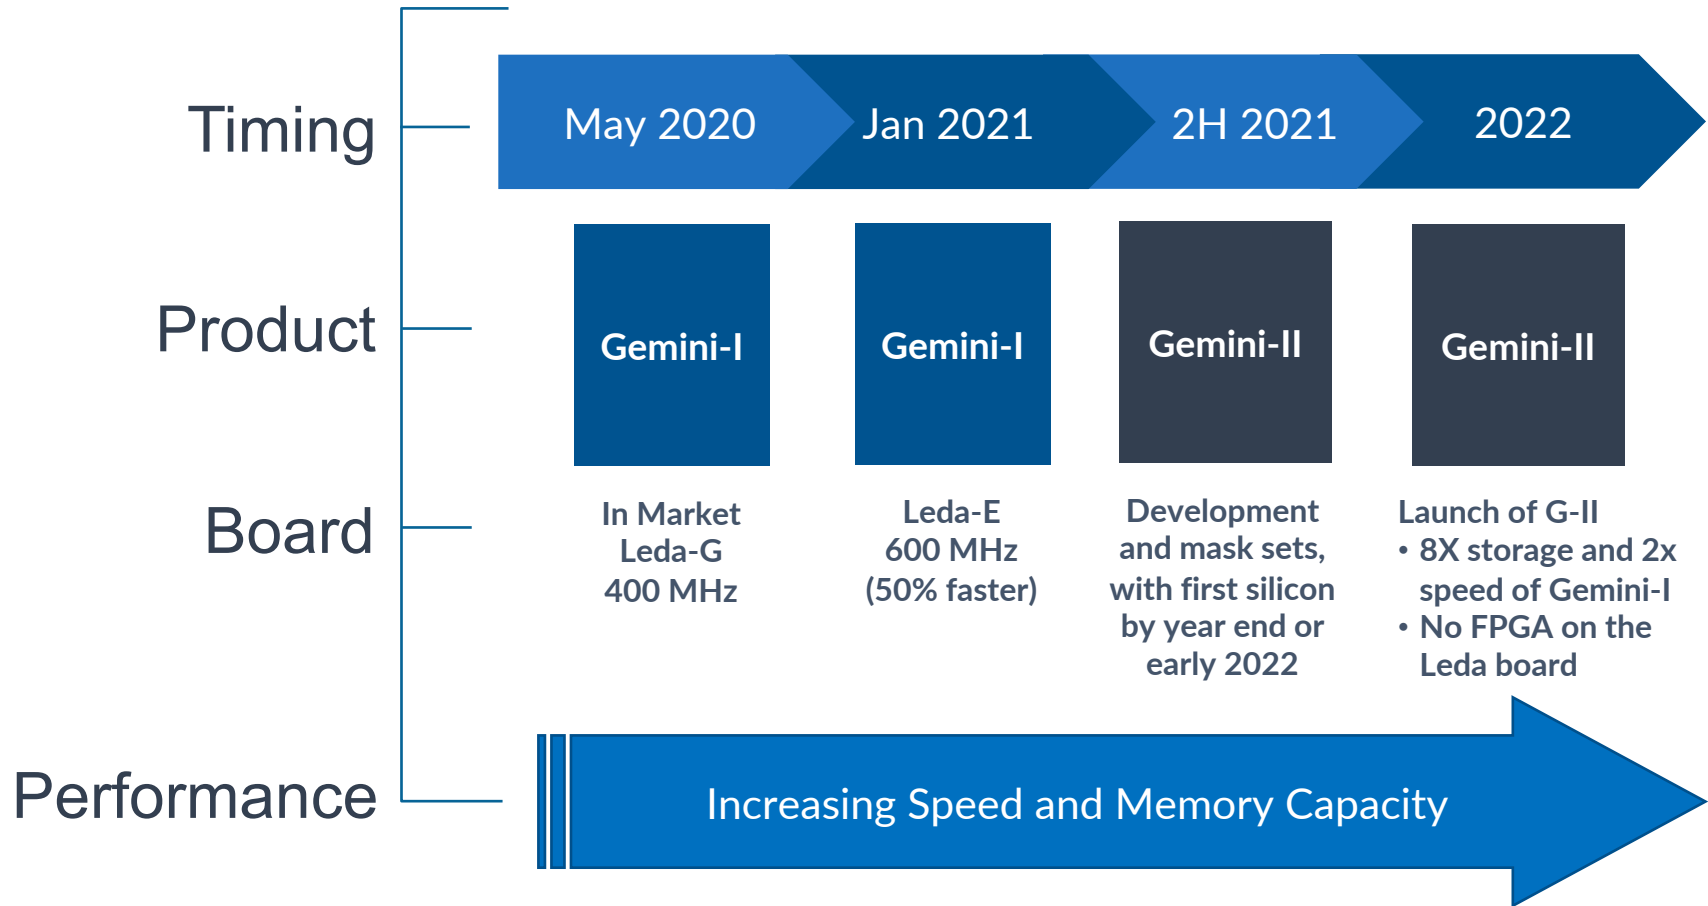 Timing
May 2020
Jan 2021
2H 2021
2022
Product
Gemini-I
Gemini-I
Gemini-II
Gemini-II
Board
In Market
Leda-G
400 MHz
Leda-E
600 MHz
(50% faster)
Development
and mask sets,
with first silicon
by year end or
early 2022
Launch of G-II
• 8X storage and 2x
speed of Gemini-I
• No FPGA on the
Leda board
Performance
Increasing Speed and Memory Capacity